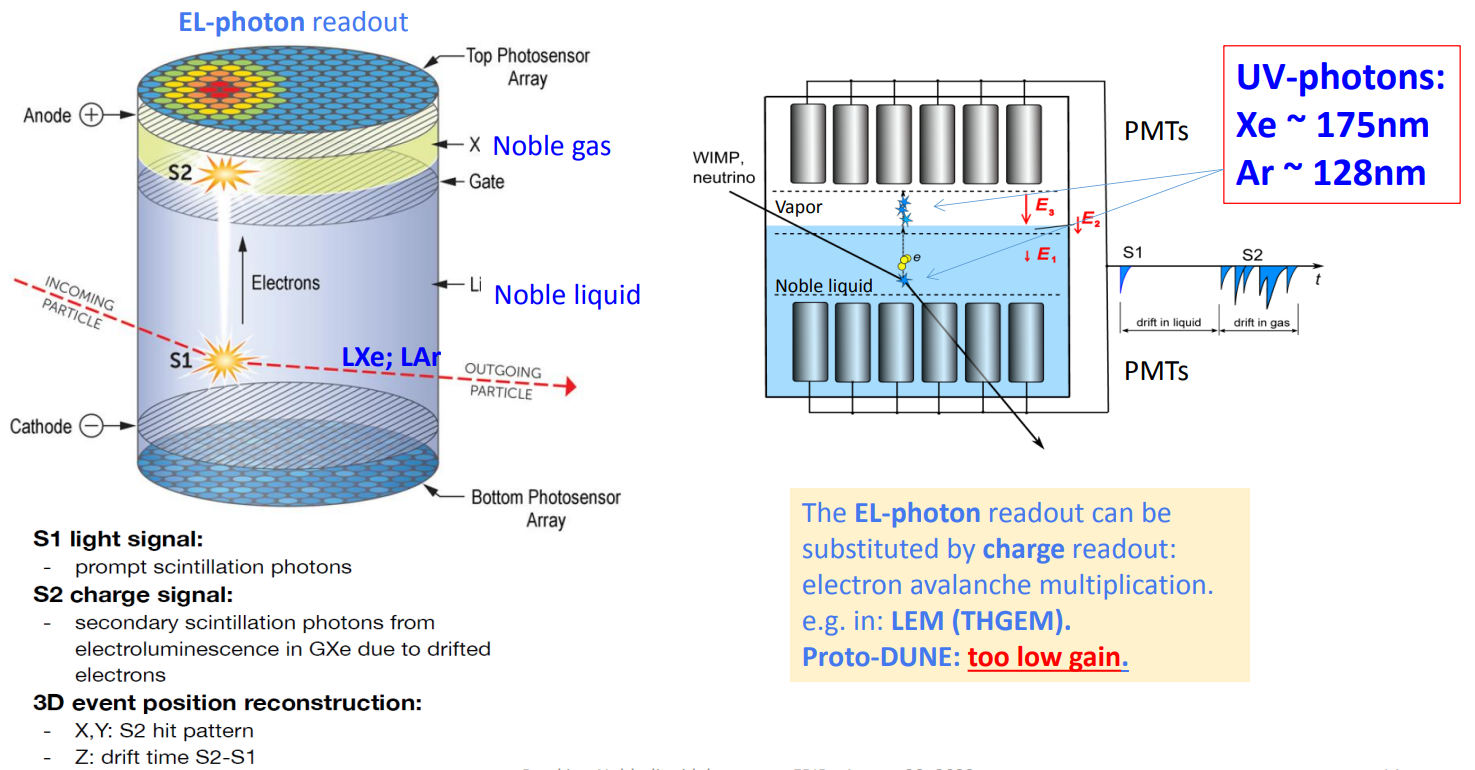 EL-photon readout
Top Photosensor
Array
Anode +
X Noble gas
S2
Gate
Electrons
Li Noble liquid
INCOMING
PARTICLE
S1
LXe; LAr
OUTGOING
PARTICLE
Cathode −
Bottom Photosensor
Array
S1 light signal:
- prompt scintillation photons
S2 charge signal:
- secondary scintillation photons from
electroluminescence in GXe due to drifted
electrons
3D event position reconstruction:
- X,Y: S2 hit pattern
- Z: drift time S2-S1
UV-photons:
Xe ~ 175nm
Ar ~ 128nm
PMTs
WIMP,
neutrino
Vapor
E3
E2
E1
e
Noble liquid
S1
S2
t
drift in liquid
drift in gas
PMTs
The EL-photon readout can be
substituted by charge readout:
electron avalanche multiplication.
e.g. in: LEM (THGEM).
Proto-DUNE: too low gain.